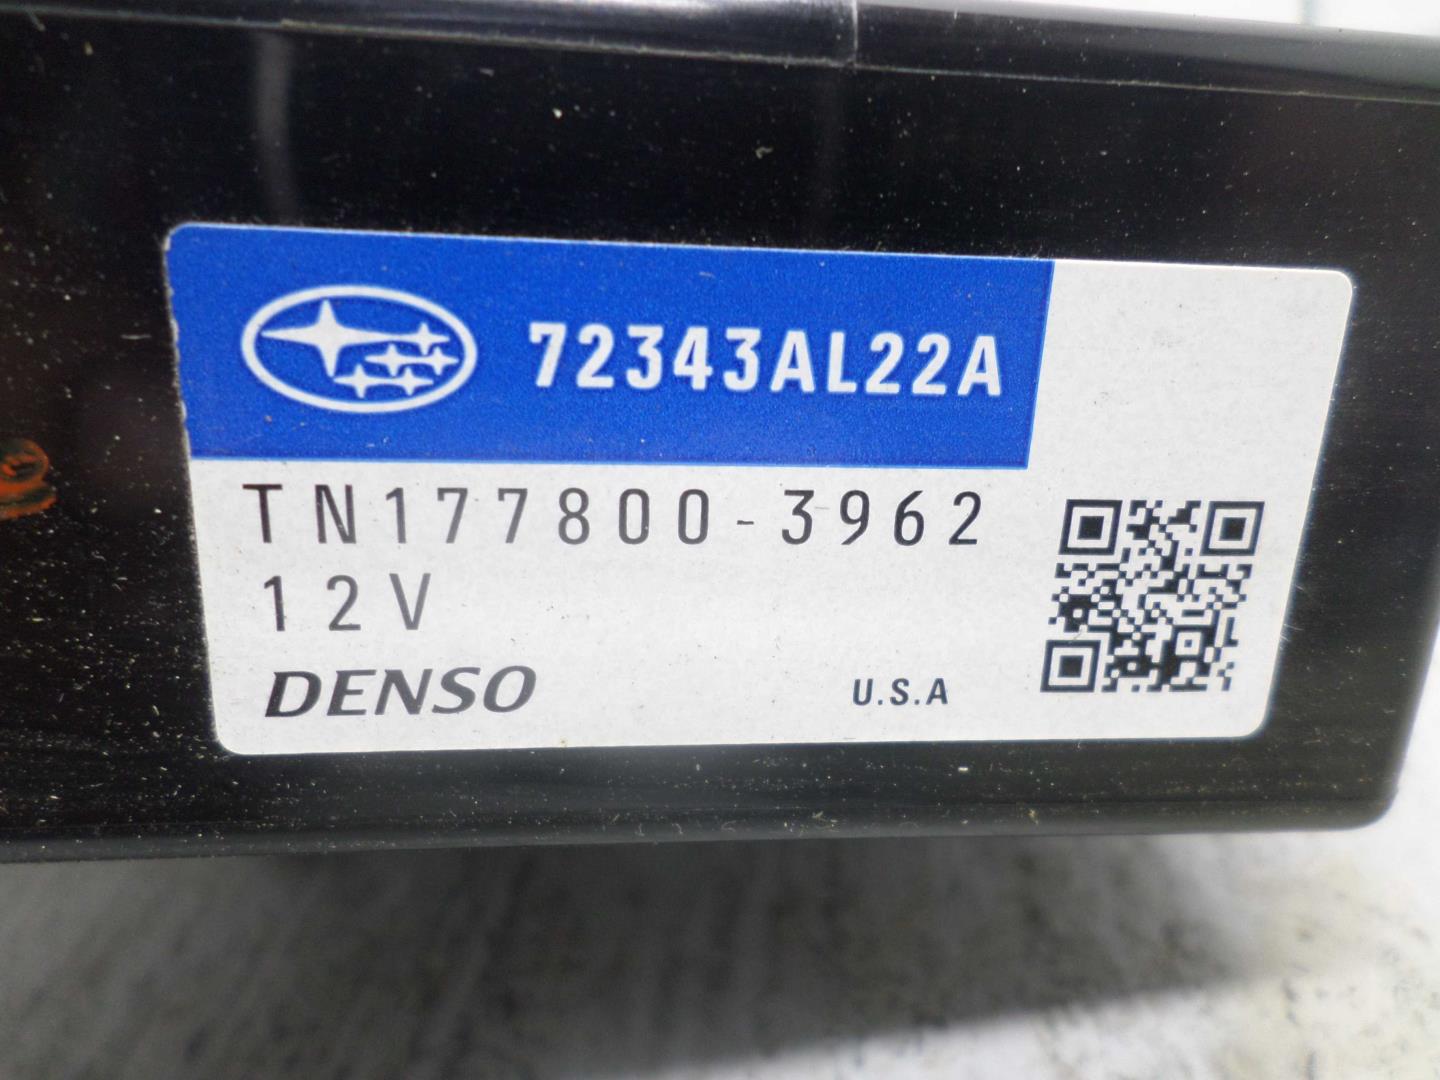 72343AL22A
TN177800-3962
12V
DENSO
U.S.A